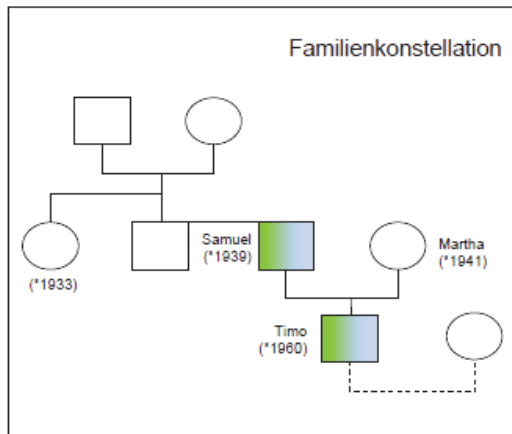 Familienkonstellation
Samuel
(*1939)
Martha
(*1941)
(*1933)
Timo
(*1960)